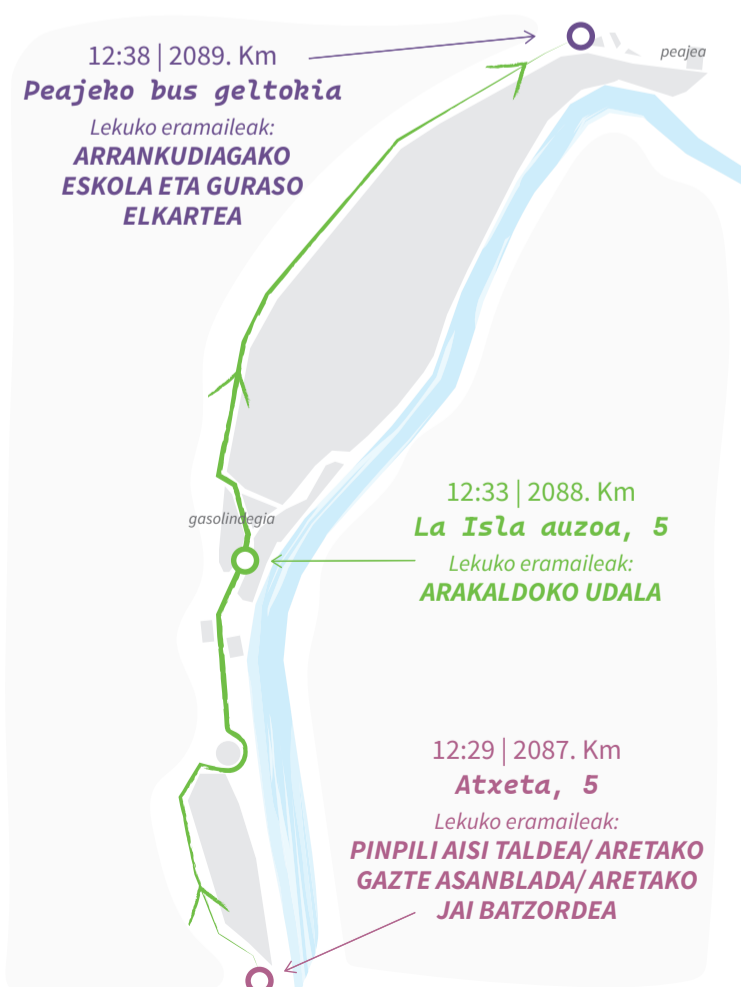 12:38 | 2089. Km
Peajeko bus geltokia
Lekuko eramaileak:
ARRANKUDIAGAKO
ESKOLA ETA GURASO
ELKARTEA
peajea
12:33 | 2088. Km
La Isla auzoa, 5
Lekuko eramaileak:
ARAKALDOKO UDALA
gasolindegia
12:29 | 2087. Km
Atxeta, 5
Lekuko eramaileak:
PINPILI AISI TALDEA/ ARETAKO
GAZTE ASANBLADA/ ARETAKO
JAI BATZORDEA